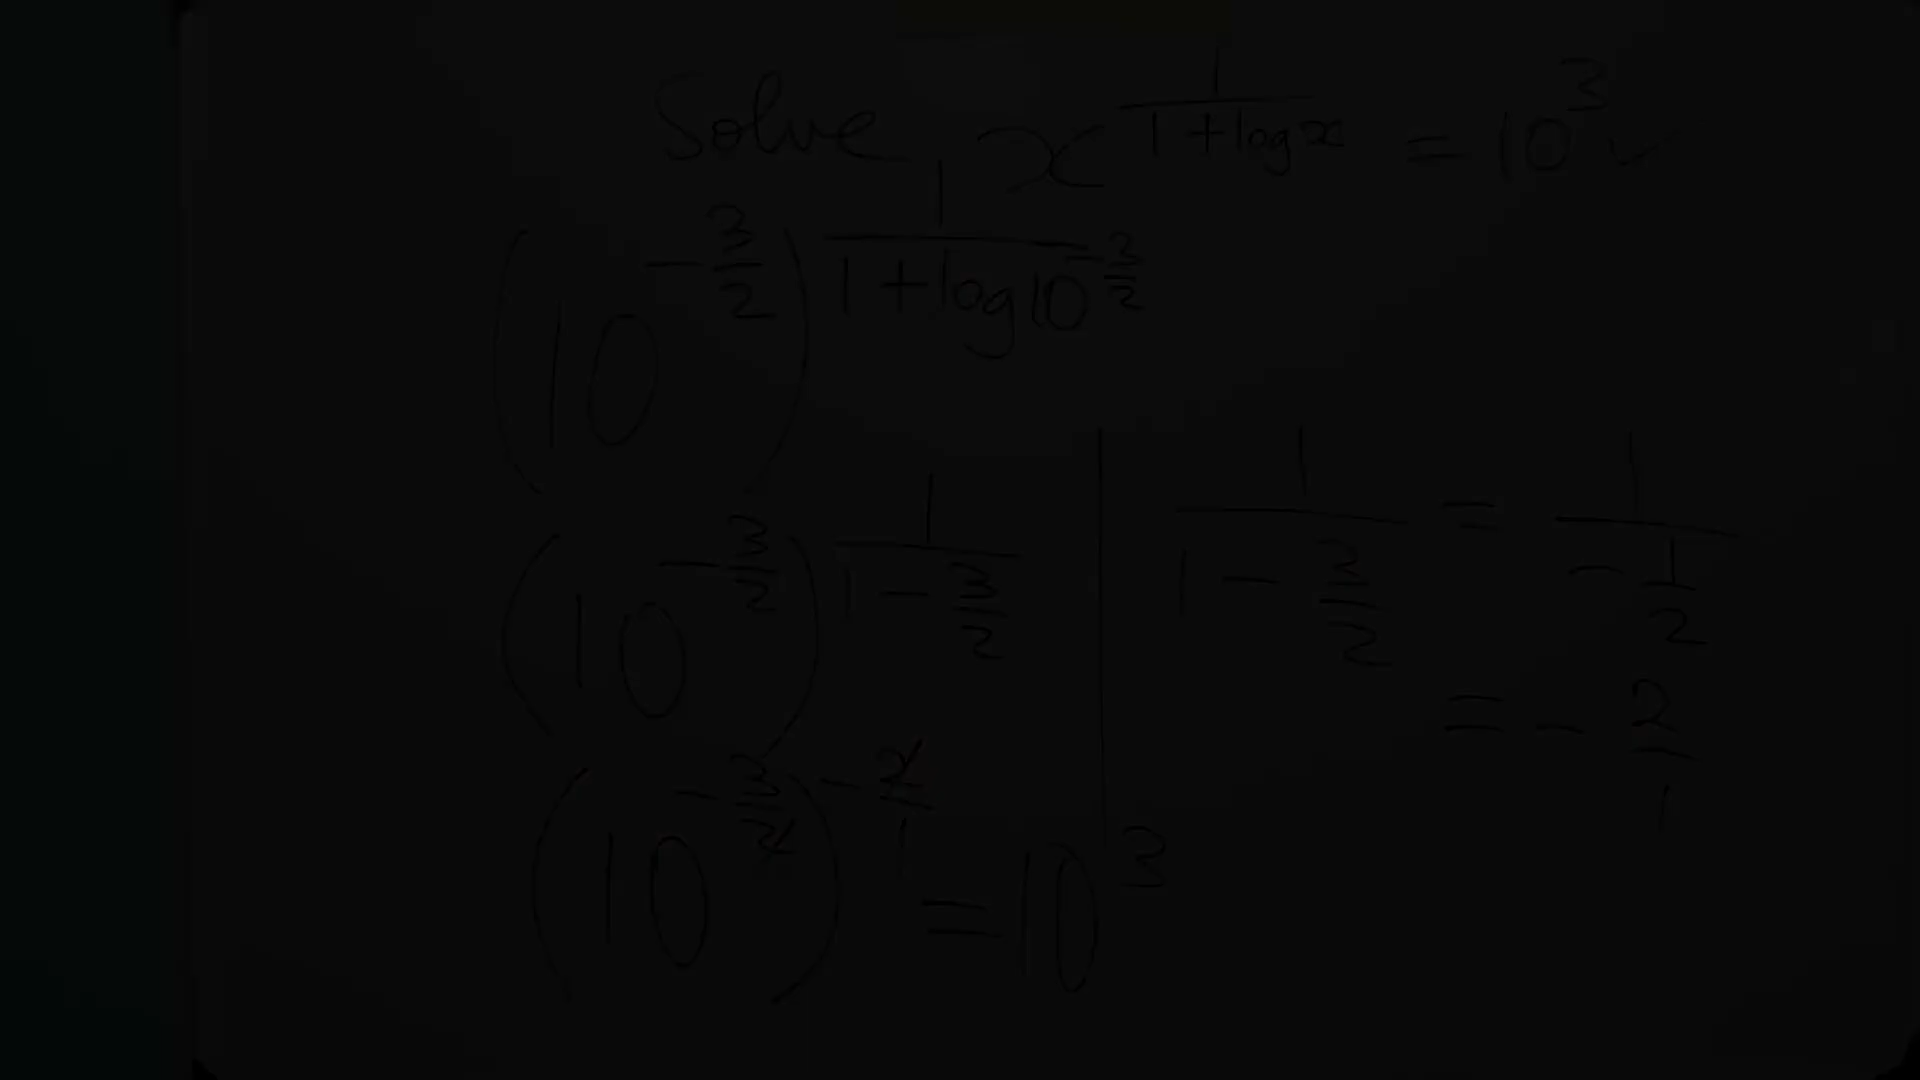 Solve x^(1/(1+log x)) = 10^3 ✓
(10^(-3/2))^(1/(1+log 10^(-3/2)))
(10^(-3/2))^(1/(1-3/2)) | 1/(1-3/2) = 1/(-1/2)
= -2/1
(10^(-3/2))^(-2/1) = 10^3